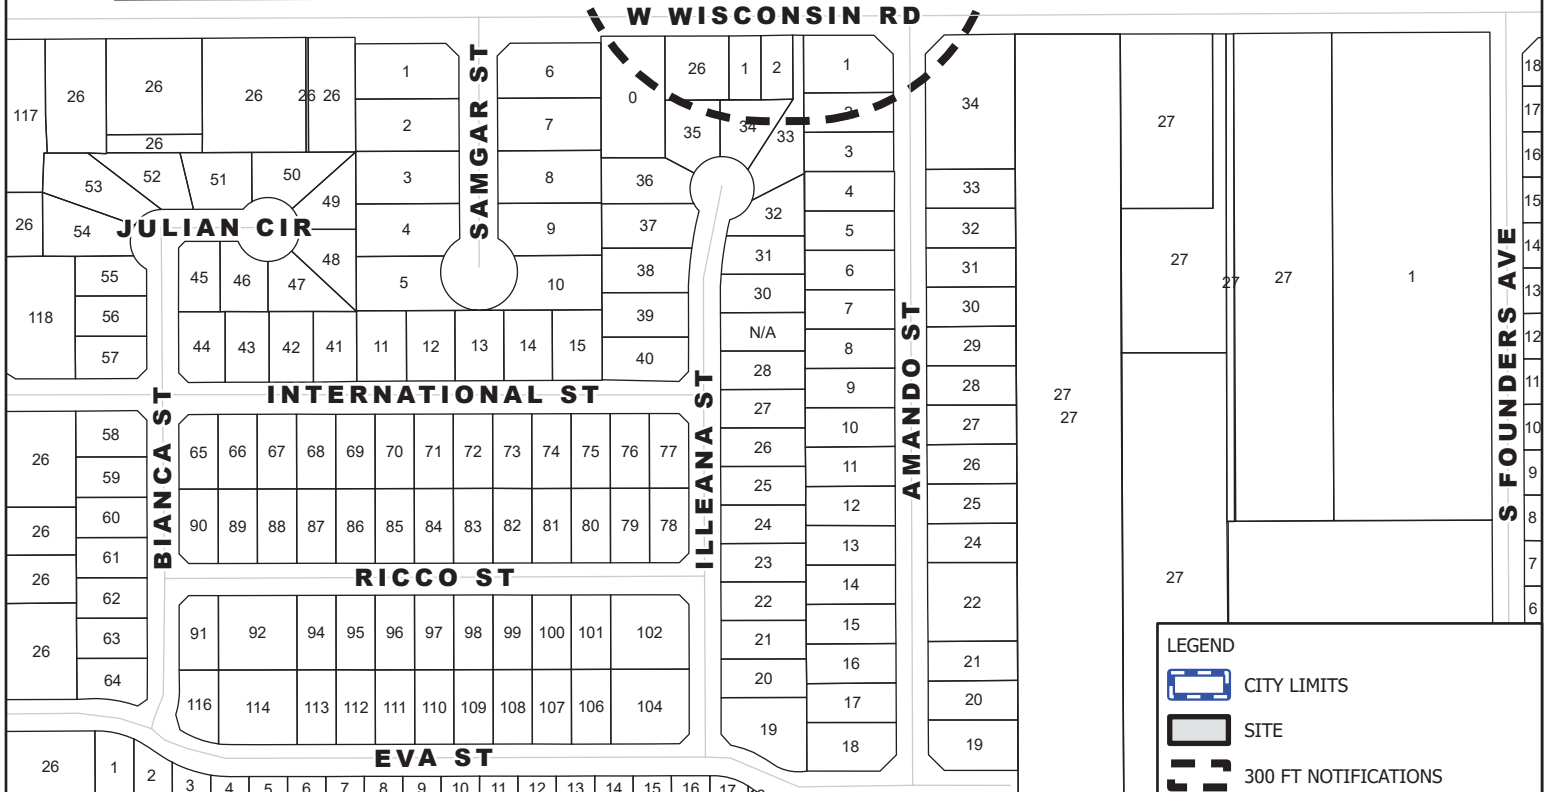 W WISCONSIN RD
117 26 26 26 26 26 1 6 0 26 1 2 1 34 27 18
26 2 7 35 34 33 2 3 17
53 52 51 50 49 3 8 36 4 33 16
26 54 JULIAN CIR 4 SAMGAR ST 9 37 32 5 32 15
55 45 46 47 48 5 10 38 31 6 31 27 27 27 1 14
118 56 39 30 7 30 13
57 44 43 42 41 11 12 13 14 15 40 N/A 8 29 12
INTERNATIONAL ST
28 9 28 27 11
27 10 27 27 10
26 58 65 66 67 68 69 70 71 72 73 74 75 76 77 26 11 26 9
59 25 12 25
26 60 90 89 88 87 86 85 84 83 82 81 80 79 78 24 13 24 8
BIANCA ST
ILLEANA ST
AMANDO ST
S FOUNDERS AVE
26 61 23 14 7
RICCO ST
27
62 22 15 22 6
26 63 91 92 94 95 96 97 98 99 100 101 102 21 16 21
64 20 17 20
116 114 113 112 111 110 109 108 107 106 104 19 18 19
EVA ST
26 1 2 3 4 5 6 7 8 9 10 11 12 13 14 15 16 17
LEGEND
CITY LIMITS
SITE
300 FT NOTIFICATIONS